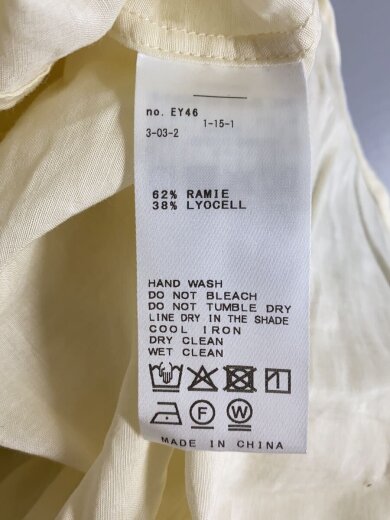 no. EY46
1-15-1
3-03-2
62% RAMIE
38% LYOCELL
HAND WASH
DO NOT BLEACH
DO NOT TUMBLE DRY
LINE DRY IN THE SHADE
COOL IRON
DRY CLEAN
WET CLEAN
F W
MADE IN CHINA